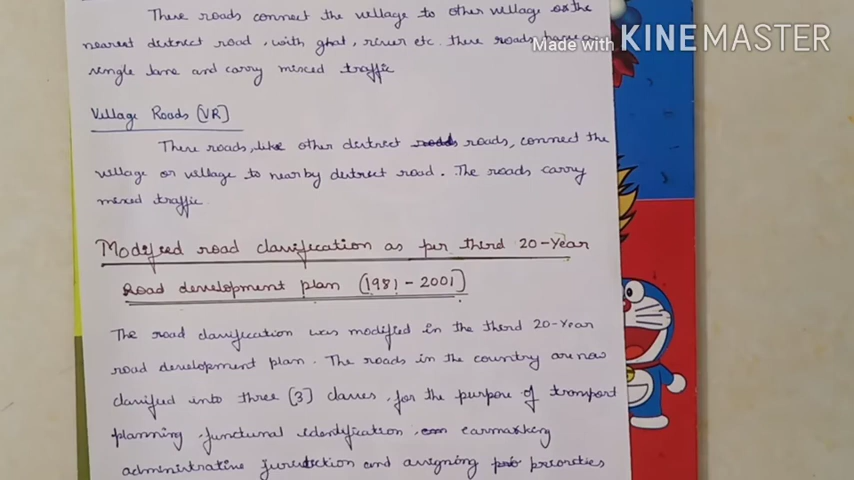 These roads connect the village to other village or the
nearest district road, with ghat, river etc. these roads have
single lane and carry mixed traffic
Made with KINEMASTER
Village Roads [VR]
These roads, like other district roads, connect the
village or village to nearby district road. The roads carry
mixed traffic.
Modified road classification as per third 20-Year
Road development plan (1981-2001]
The road classification was modified in the third 20-Year
road development plan. The roads in the country are now
classified into three [3] classes, for the purpose of transport
planning, functional identification, earmarking
administrative jurisdiction and assigning priorities